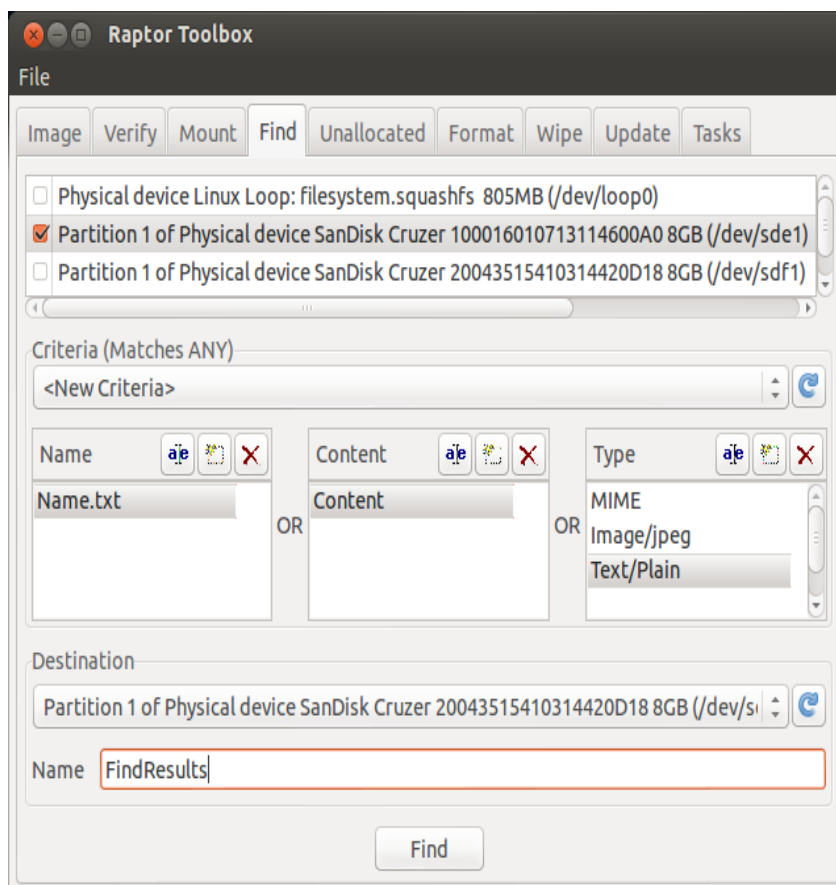 Raptor Toolbox
File
Image Verify Mount Find Unallocated Format Wipe Update Tasks
Physical device Linux Loop: filesystem.squashfs 805MB (/dev/loop0)
Partition 1 of Physical device SanDisk Cruzer 100016010713114600A0 8GB (/dev/sde1)
Partition 1 of Physical device SanDisk Cruzer 20043515410314420D18 8GB (/dev/sdf1)
Criteria (Matches ANY)
<New Criteria>
Name Content Type
Name.txt OR Content OR MIME
Image/jpeg
Text/Plain
Destination
Partition 1 of Physical device SanDisk Cruzer 20043515410314420D18 8GB (/dev/s
Name FindResults
Find